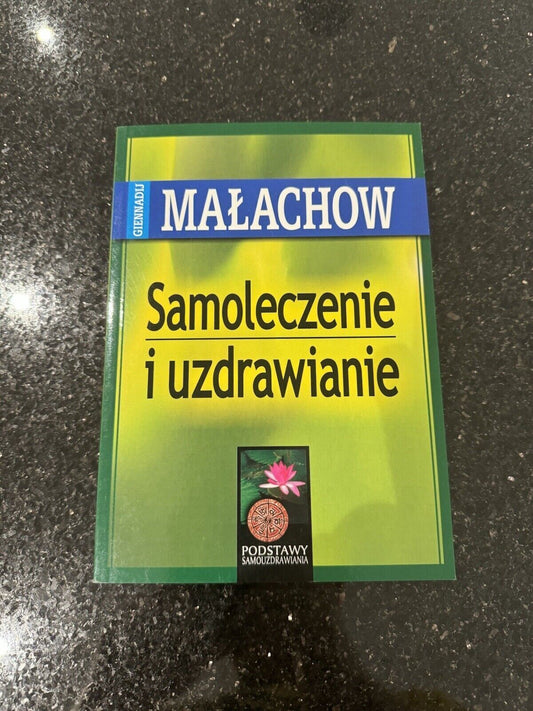 GIENNADIJ
MAŁACHOW
Samoleczenie
i uzdrawianie
PODSTAWY
SAMOUZDRAWIANIA